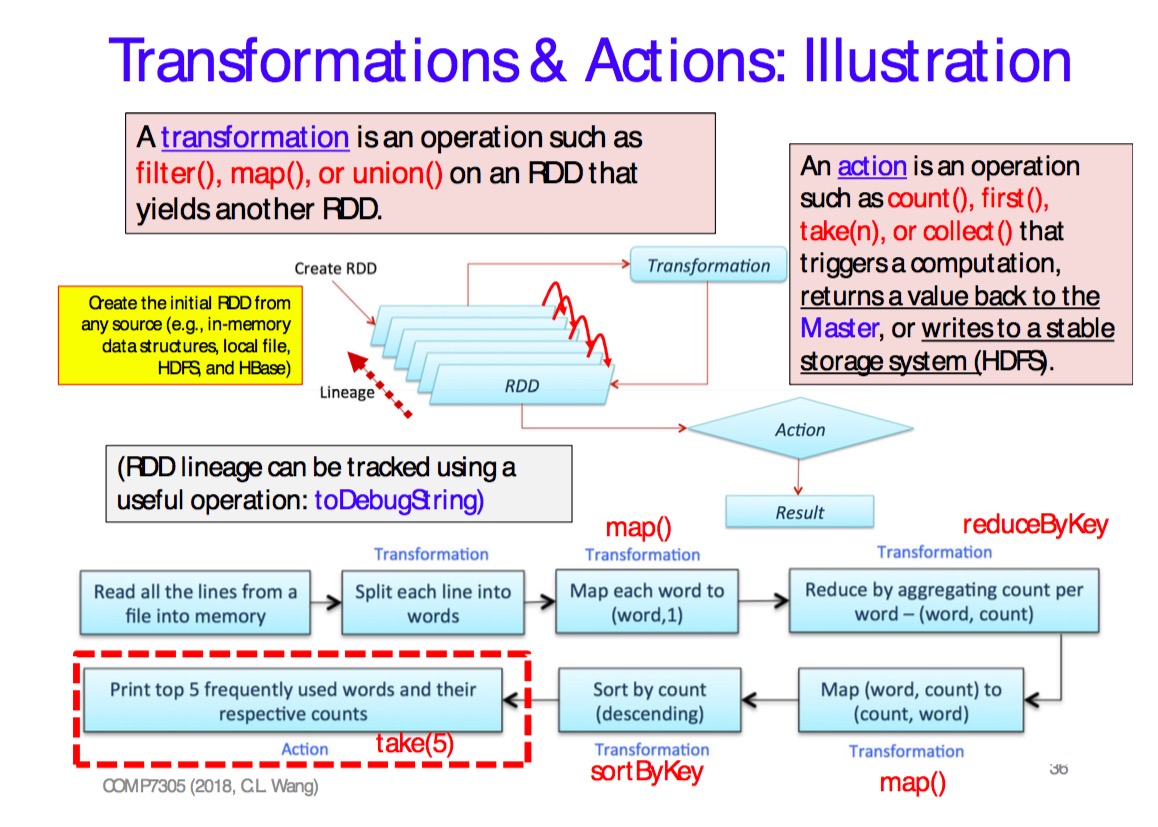 Transformations & Actions: Illustration
A transformation is an operation such as
filter(), map(), or union() on an RDD that
yields another RDD.
An action is an operation
such as count(), first(),
take(n), or collect() that
triggers a computation,
returns a value back to the
Master, or writes to a stable
storage system (HDFS).
Create RDD
Transformation
Create the initial RDD from
any source (e.g., in-memory
data structures, local file,
HDFS, and HBase)
Lineage
RDD
Action
Result
(RDD lineage can be tracked using a
useful operation: toDebugString)
map()
reduceByKey
Transformation
Transformation
Transformation
Read all the lines from a
file into memory
Split each line into
words
Map each word to
(word,1)
Reduce by aggregating count per
word – (word, count)
Map (word, count) to
(count, word)
Transformation
map()
Sort by count
(descending)
Transformation
sortByKey
Print top 5 frequently used words and their
respective counts
Action
take(5)
COMP7305 (2018, C.L. Wang)
36